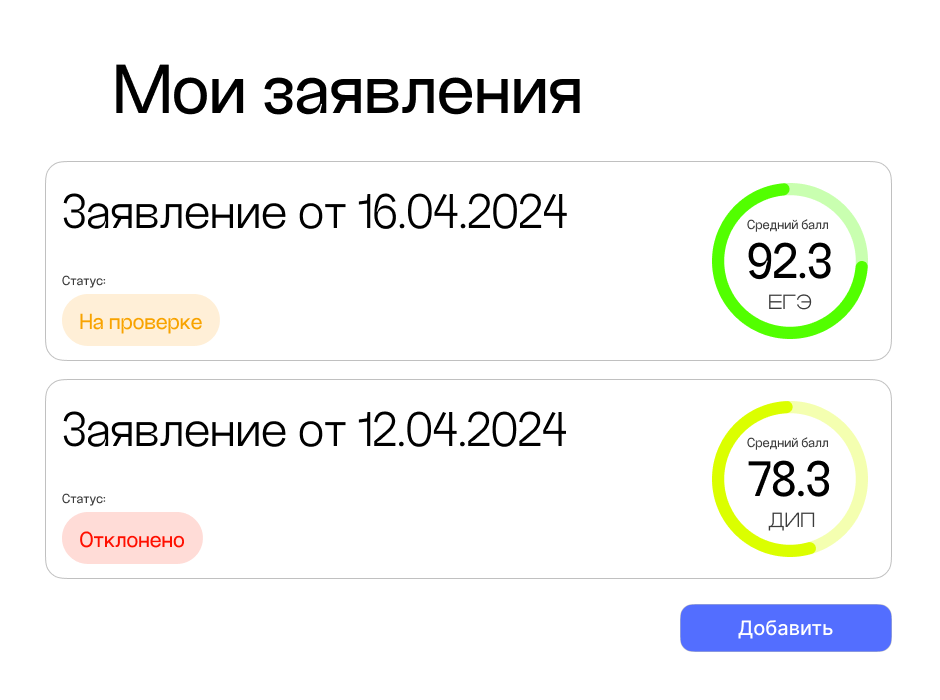 Мои заявления
Заявление от 16.04.2024
Статус:
На проверке
Средний балл
92.3
ЕГЭ
Заявление от 12.04.2024
Статус:
Отклонено
Средний балл
78.3
ДИП
Добавить